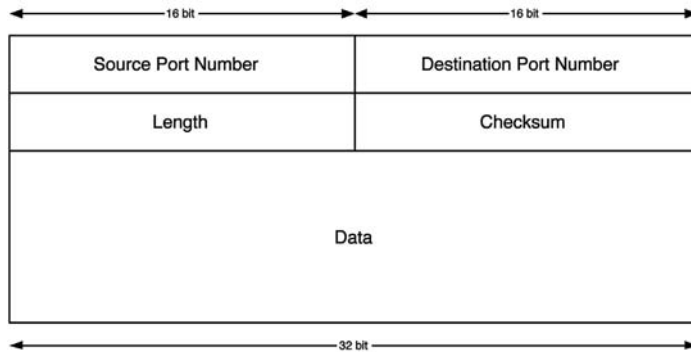 16 bit 16 bit
Source Port Number Destination Port Number
Length Checksum
Data
32 bit